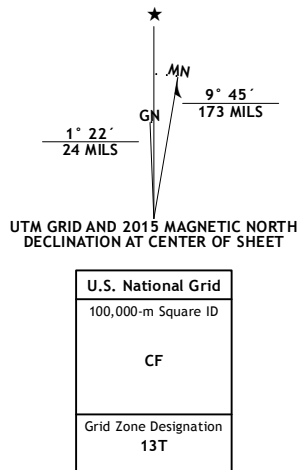 ★
MN
GN
9° 45´
173 MILS
1° 22´
24 MILS
UTM GRID AND 2015 MAGNETIC NORTH
DECLINATION AT CENTER OF SHEET
U.S. National Grid
100,000-m Square ID
CF
Grid Zone Designation
13T